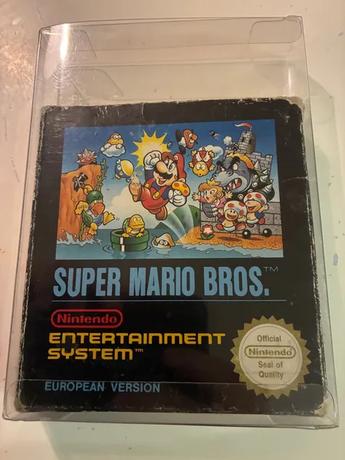 SUPER MARIO BROS.™
Nintendo
ENTERTAINMENT
SYSTEM™
EUROPEAN VERSION
Official
Nintendo
Seal of
Quality